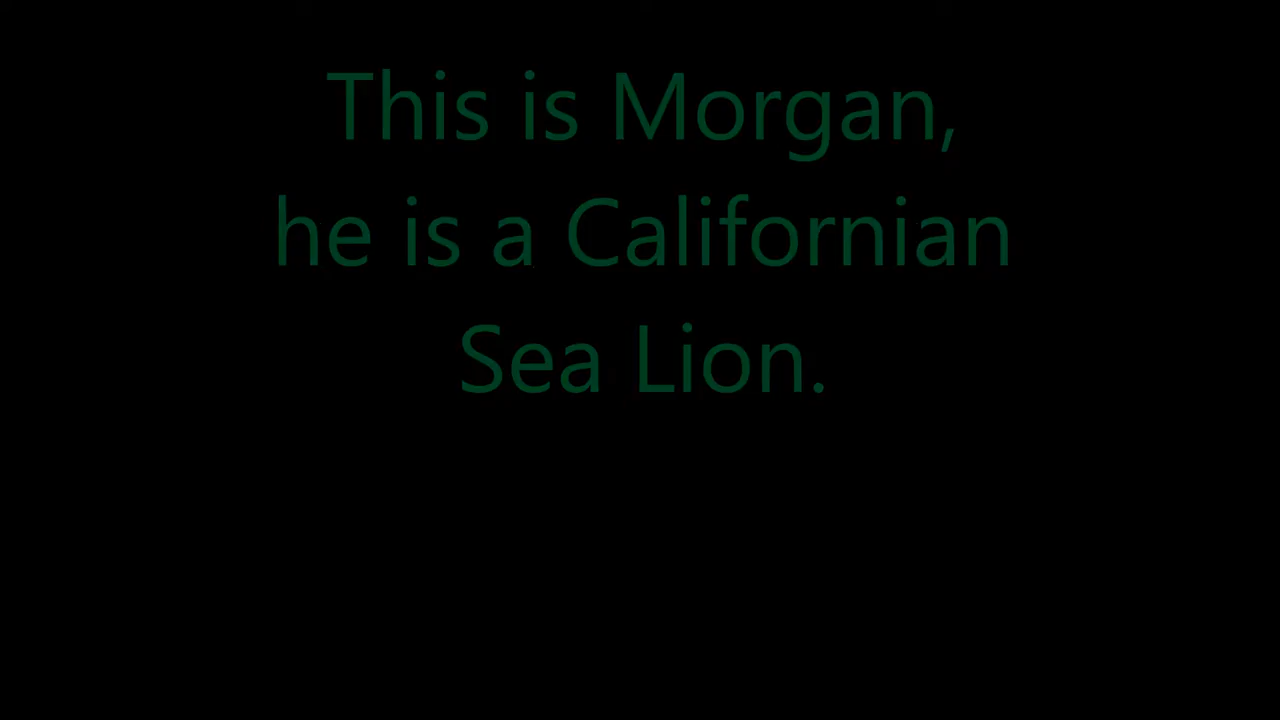 This is Morgan,
he is a Californian
Sea Lion.